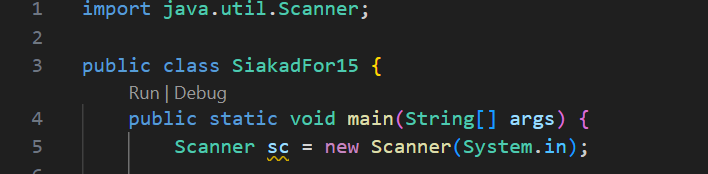 1 import java.util.Scanner;
2
3 public class SiakadFor15 {
Run | Debug
4 public static void main(String[] args) {
5 Scanner sc = new Scanner(System.in);